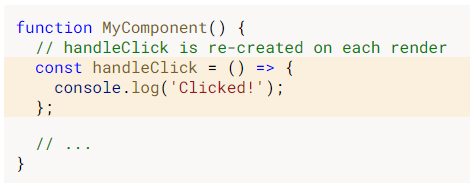 function MyComponent() {
  // handleClick is re-created on each render
  const handleClick = () => {
    console.log('Clicked!');
  };

  // ...
}